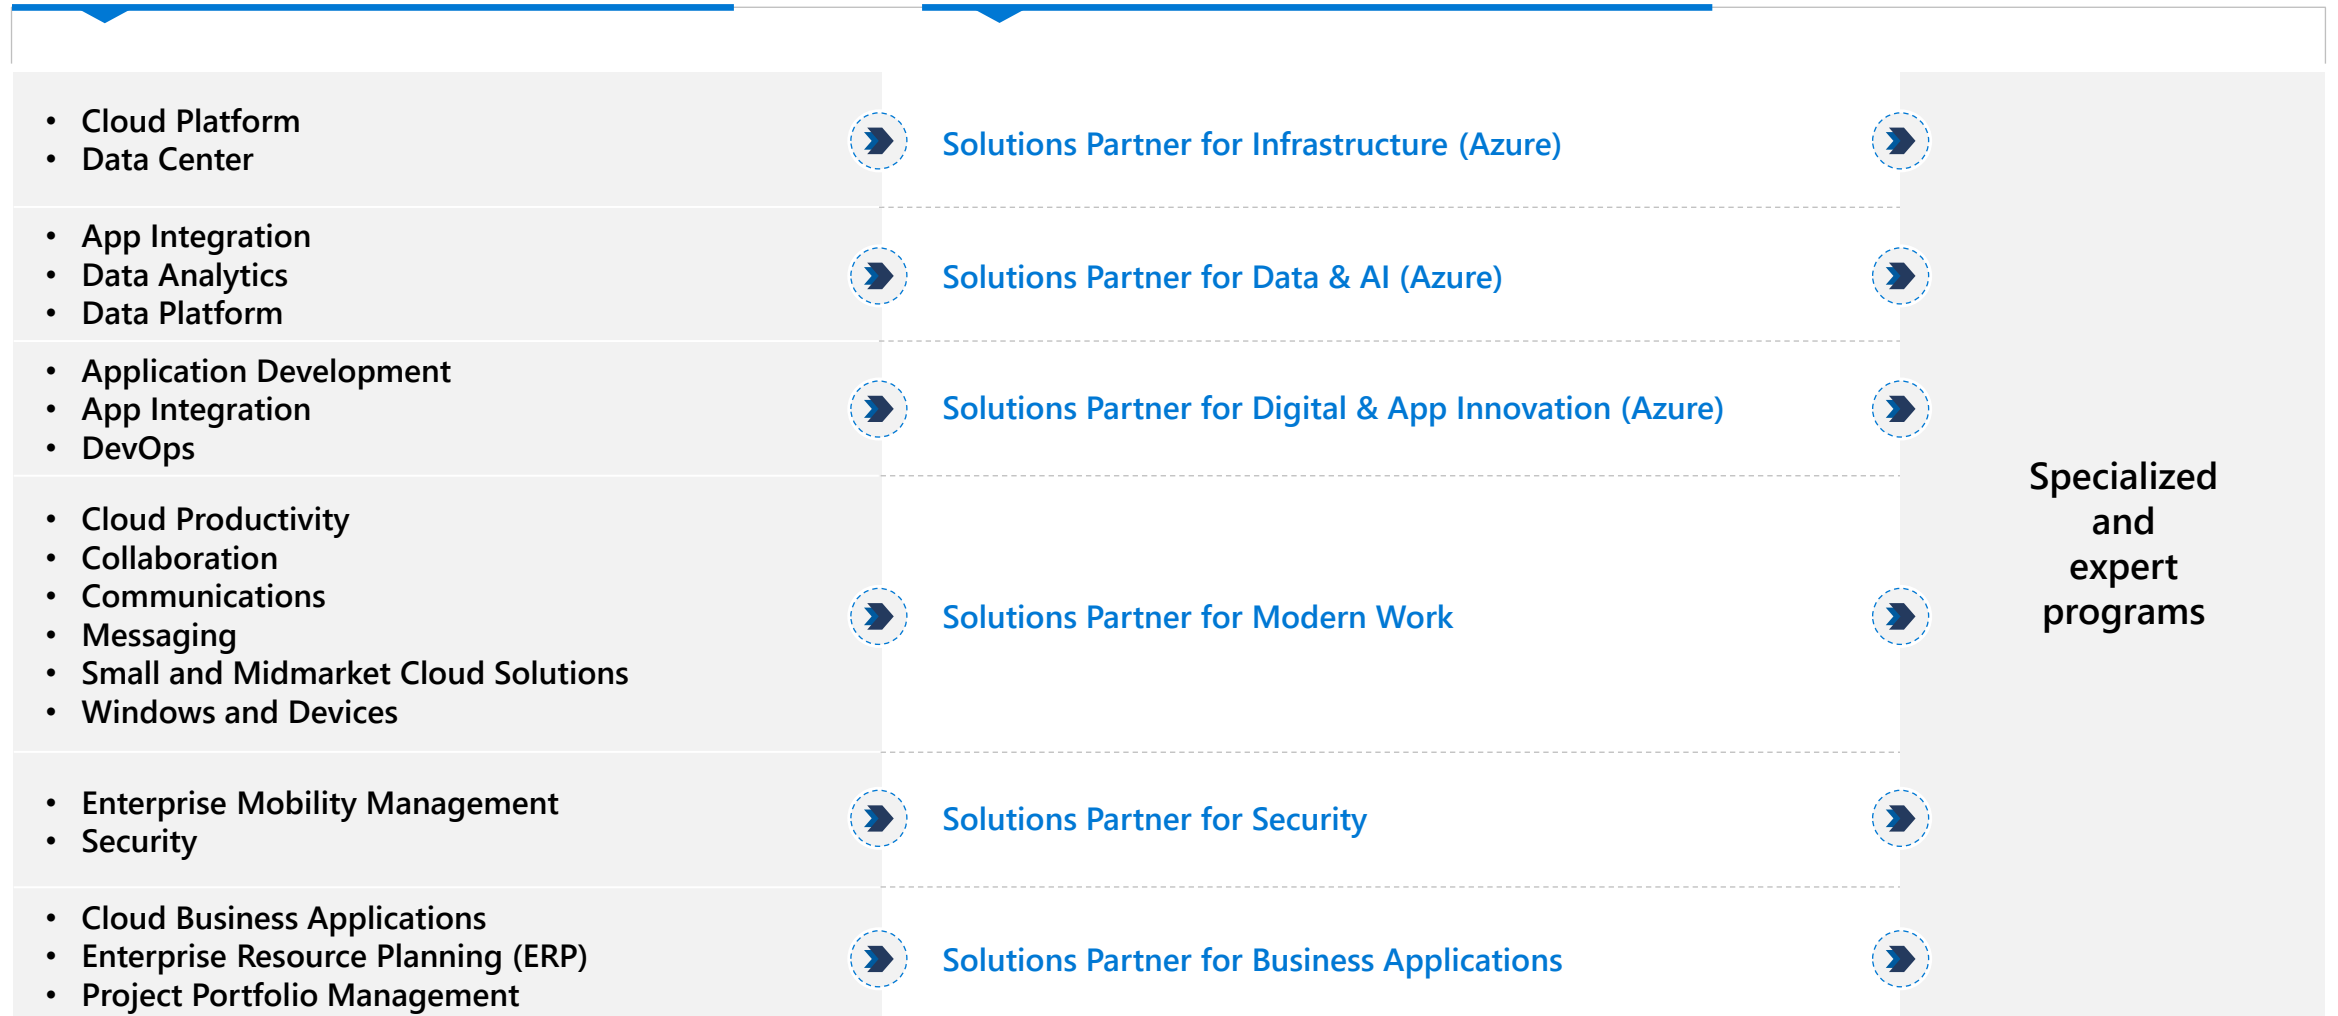 • Cloud Platform
• Data Center
Solutions Partner for Infrastructure (Azure)
• App Integration
• Data Analytics
• Data Platform
Solutions Partner for Data & AI (Azure)
• Application Development
• App Integration
• DevOps
Solutions Partner for Digital & App Innovation (Azure)
• Cloud Productivity
• Collaboration
• Communications
• Messaging
• Small and Midmarket Cloud Solutions
• Windows and Devices
Solutions Partner for Modern Work
• Enterprise Mobility Management
• Security
Solutions Partner for Security
• Cloud Business Applications
• Enterprise Resource Planning (ERP)
• Project Portfolio Management
Solutions Partner for Business Applications
Specialized
and
expert
programs